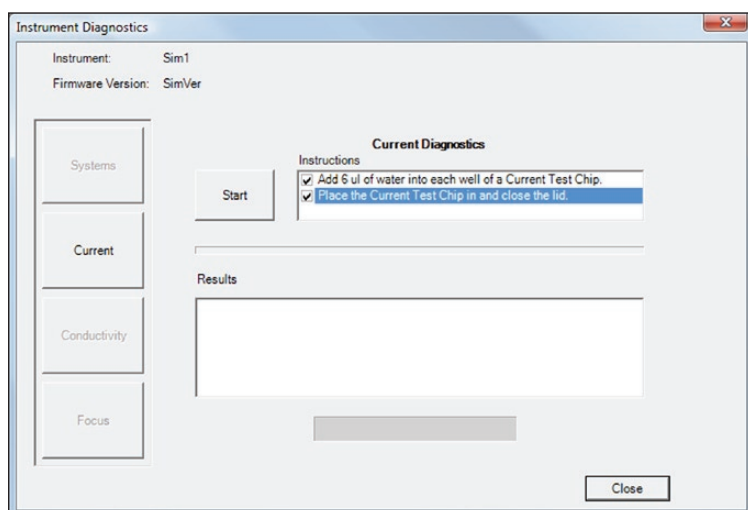 Instrument Diagnostics
Instrument: Sim1
Firmware Version: SimVer
Systems
Current
Conductivity
Focus
Current Diagnostics
Instructions
Start
Add 6 ul of water into each well of a Current Test Chip.
Place the Current Test Chip in and close the lid.
Results
Close